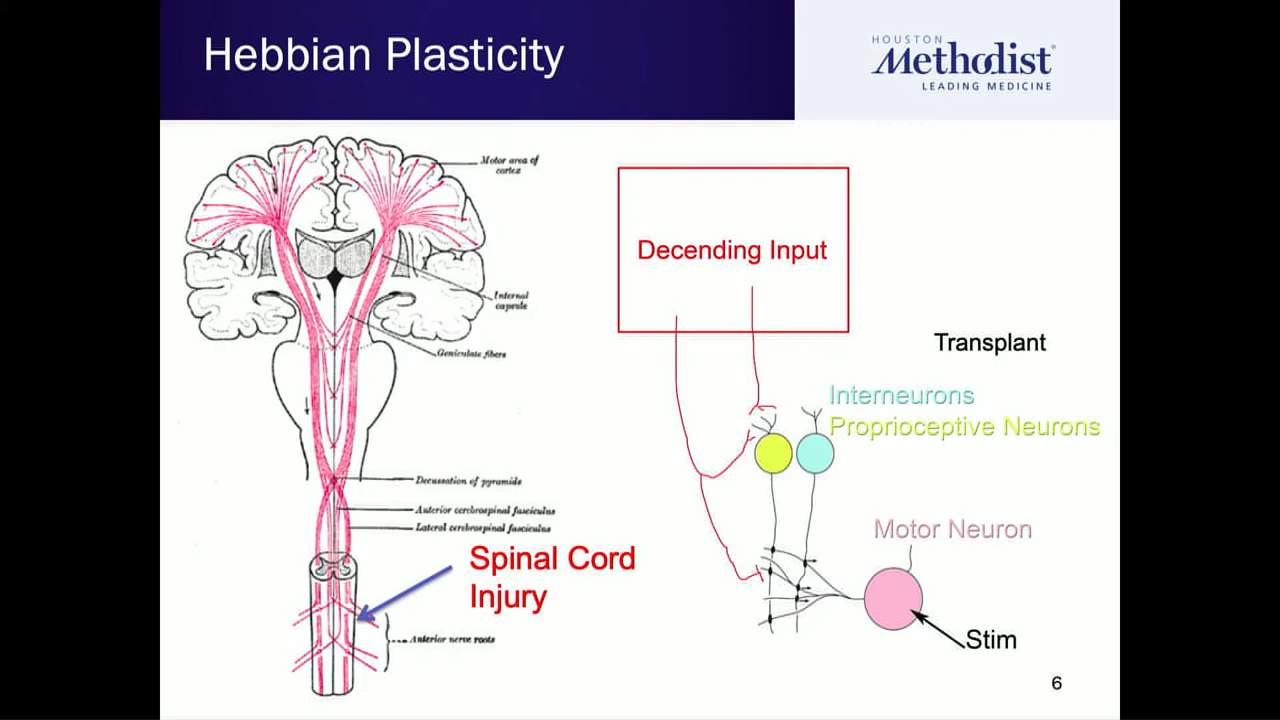 Hebbian Plasticity
HOUSTON
Methodist
LEADING MEDICINE
Motor area of
cortex
Internal
capsule
Geniculate fibers
Decussation of pyramids
Anterior cerebrospinal fasciculus
Lateral cerebrospinal fasciculus
Spinal Cord
Injury
Anterior nerve roots
Decending Input
Transplant
Interneurons
Proprioceptive Neurons
Motor Neuron
Stim
6